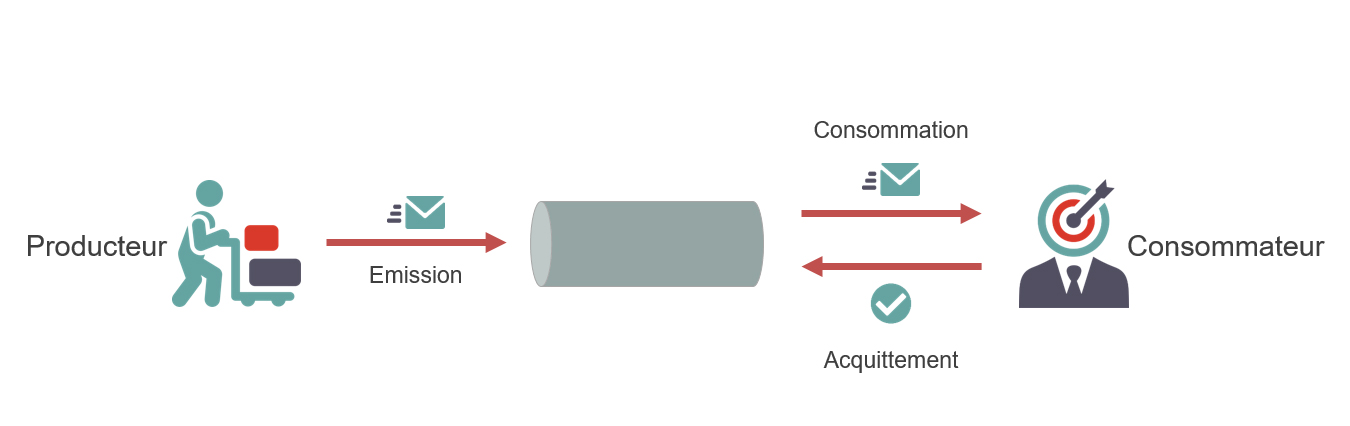 Producteur
Emission
Consommation
Acquittement
Consommateur